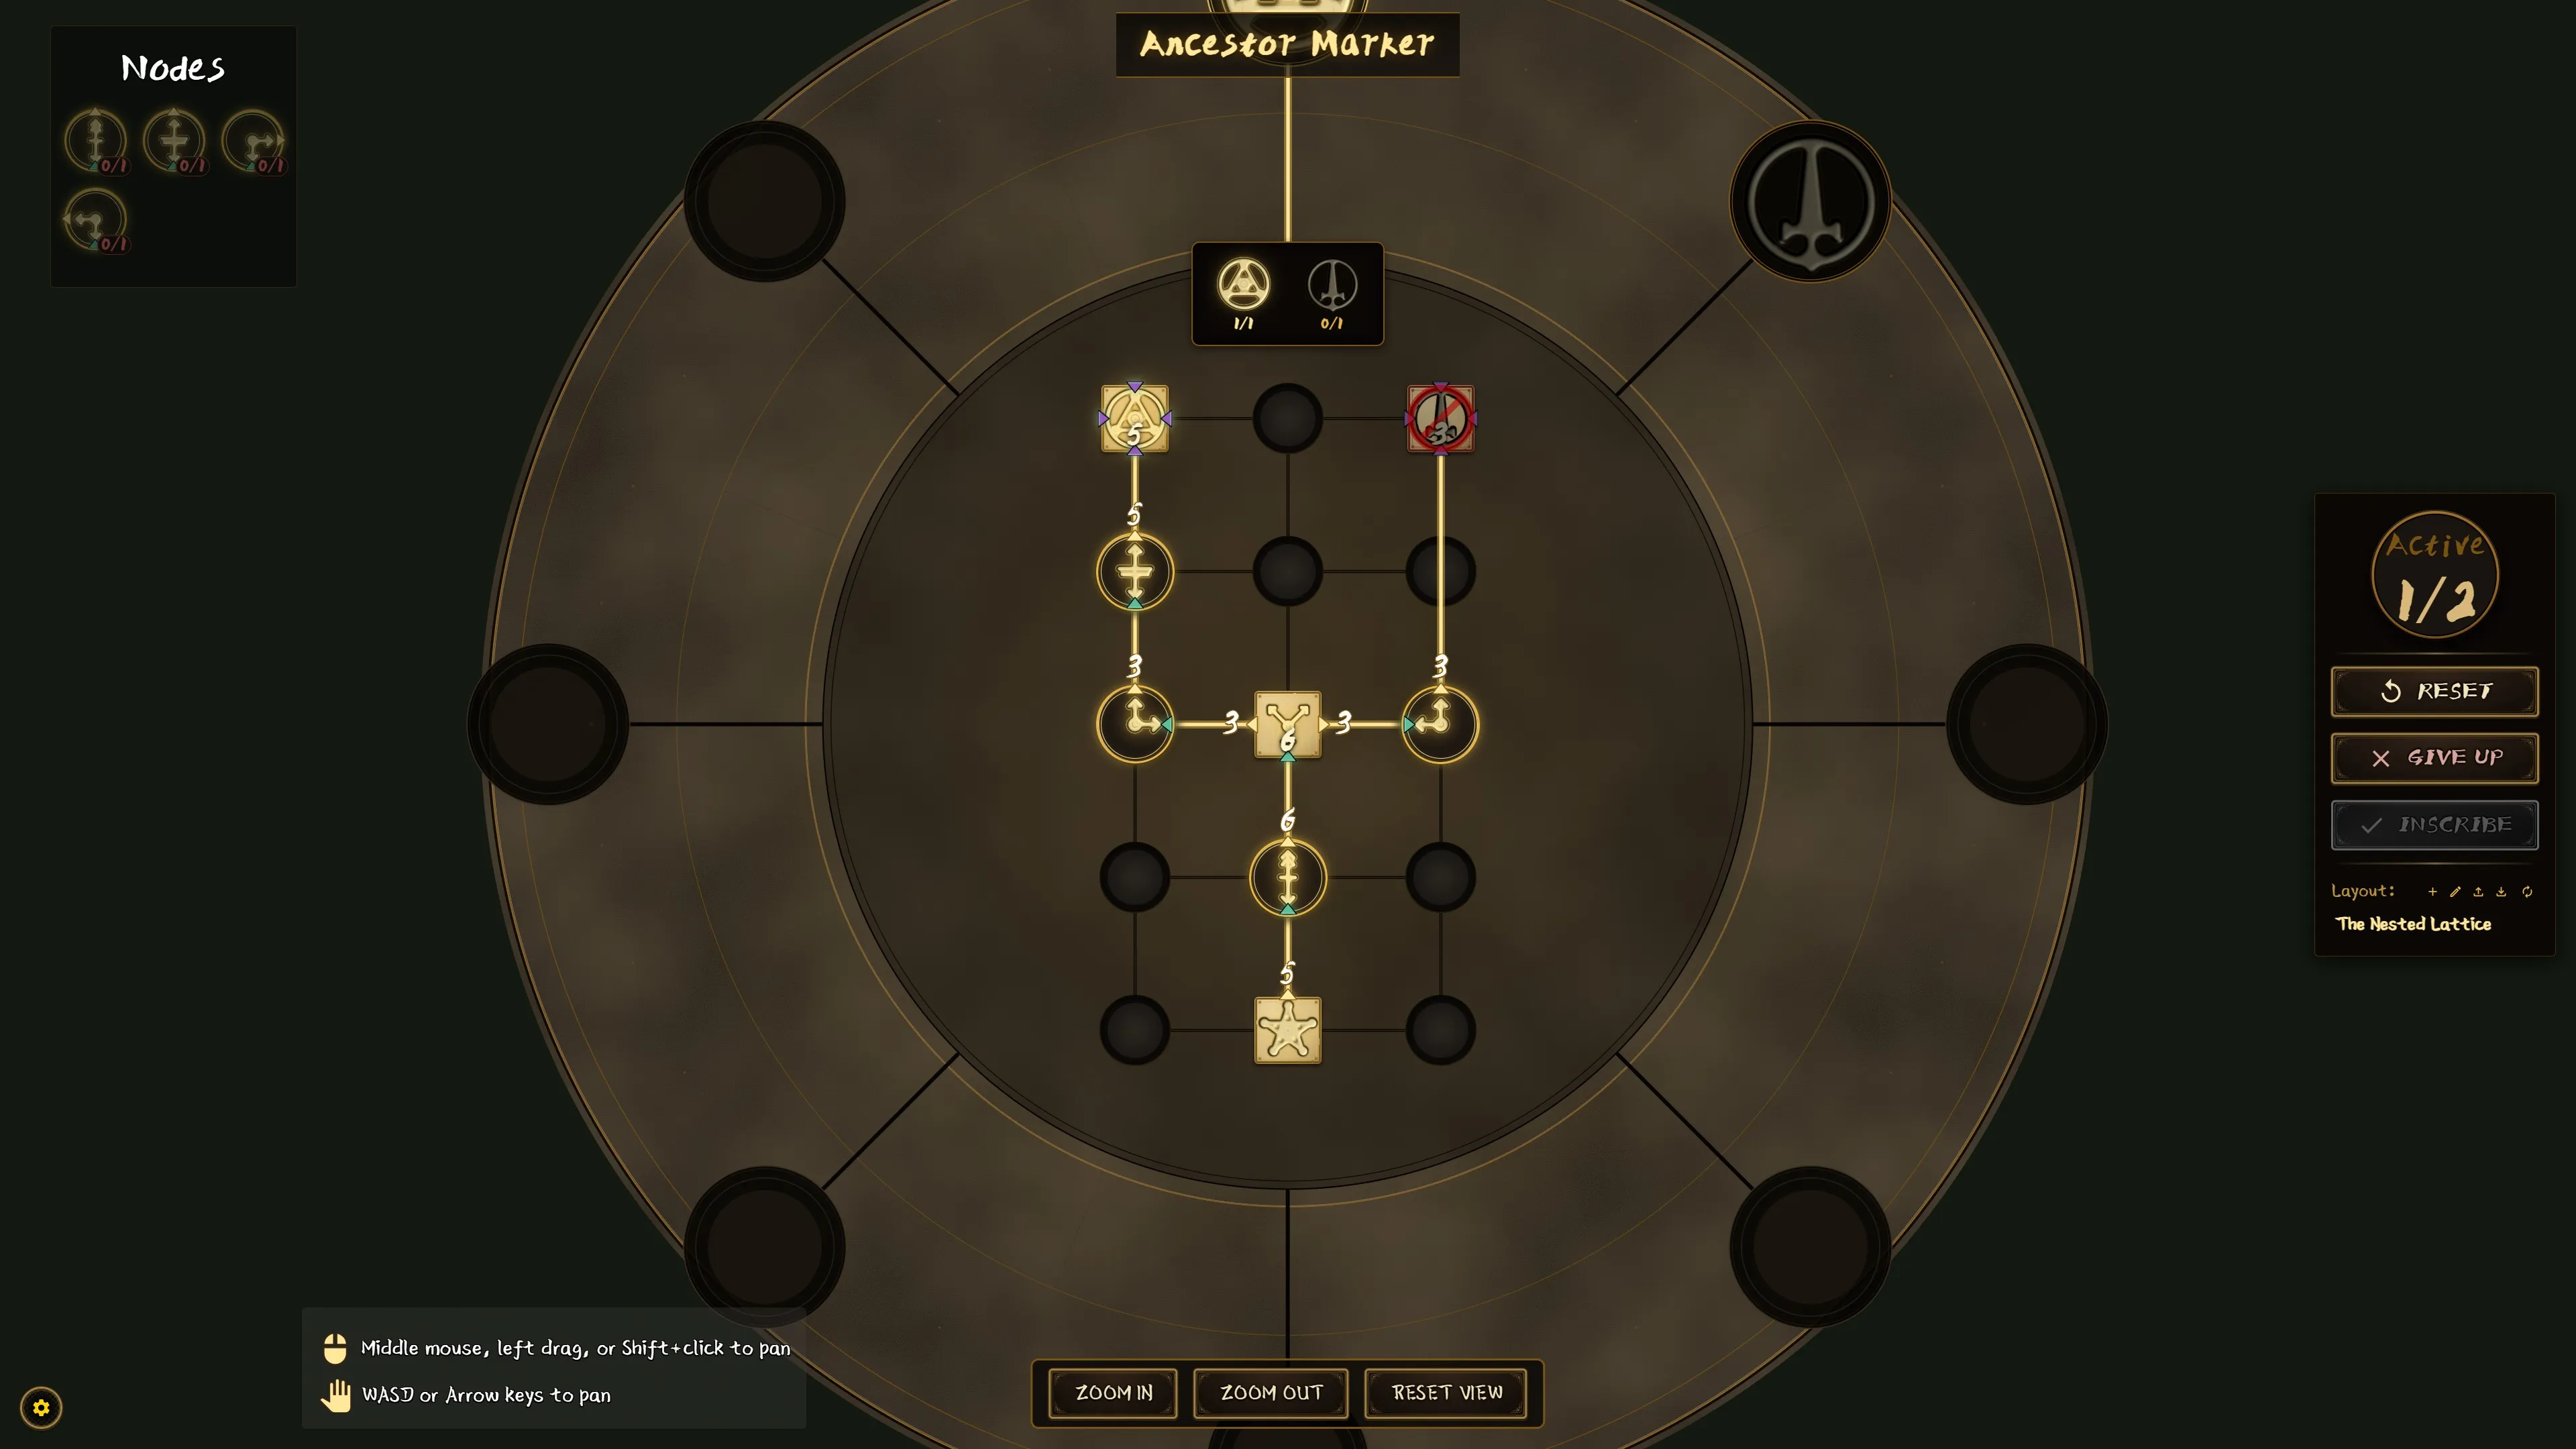 Ancestor Marker
Nodes
0/1
0/1
0/1
0/1
1/1
0/1
5
3
5
3
3
3
6
3
6
5
Active
1/2
RESET
GIVE UP
INSCRIBE
Layout:
The Nested Lattice
Middle mouse, left drag, or Shift+click to pan
WASD or Arrow keys to pan
ZOOM IN
ZOOM OUT
RESET VIEW